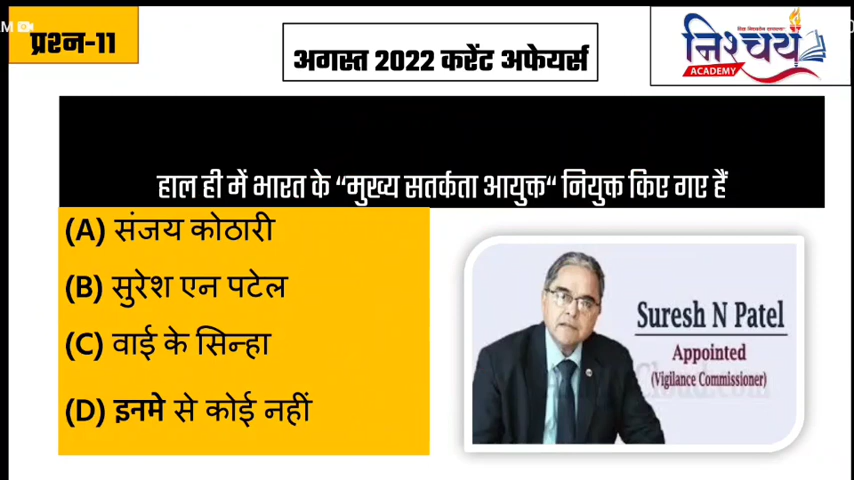 प्रश्न-11
अगस्त 2022 करेंट अफेयर्स
निश्चय
ACADEMY
हाल ही में भारत के “मुख्य सतर्कता आयुक्त“ नियुक्त किए गए हैं
(A) संजय कोठारी
(B) सुरेश एन पटेल
(C) वाई के सिन्हा
(D) इनमे से कोई नहीं
Suresh N Patel
Appointed
(Vigilance Commissioner)